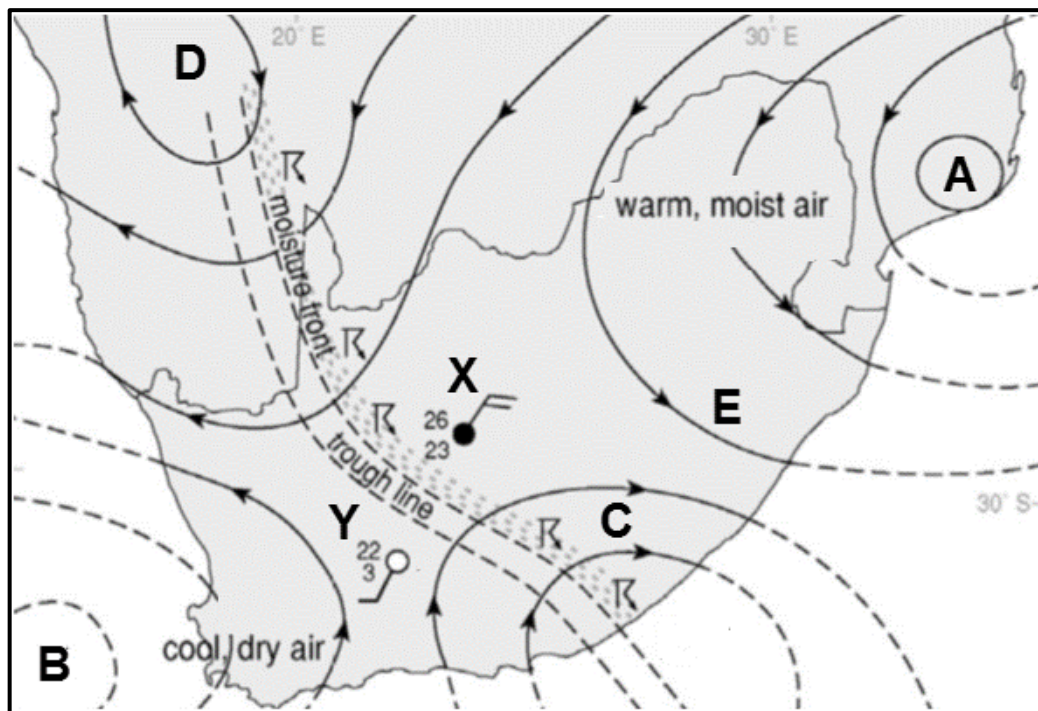 20° E
30° E
D
A
warm, moist air
moisture front
X
26
23
E
trough line
30° S
C
Y
22
3
cool, dry air
B